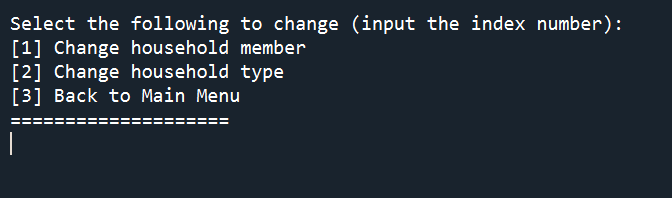 Select the following to change (input the index number):
[1] Change household member
[2] Change household type
[3] Back to Main Menu
====================